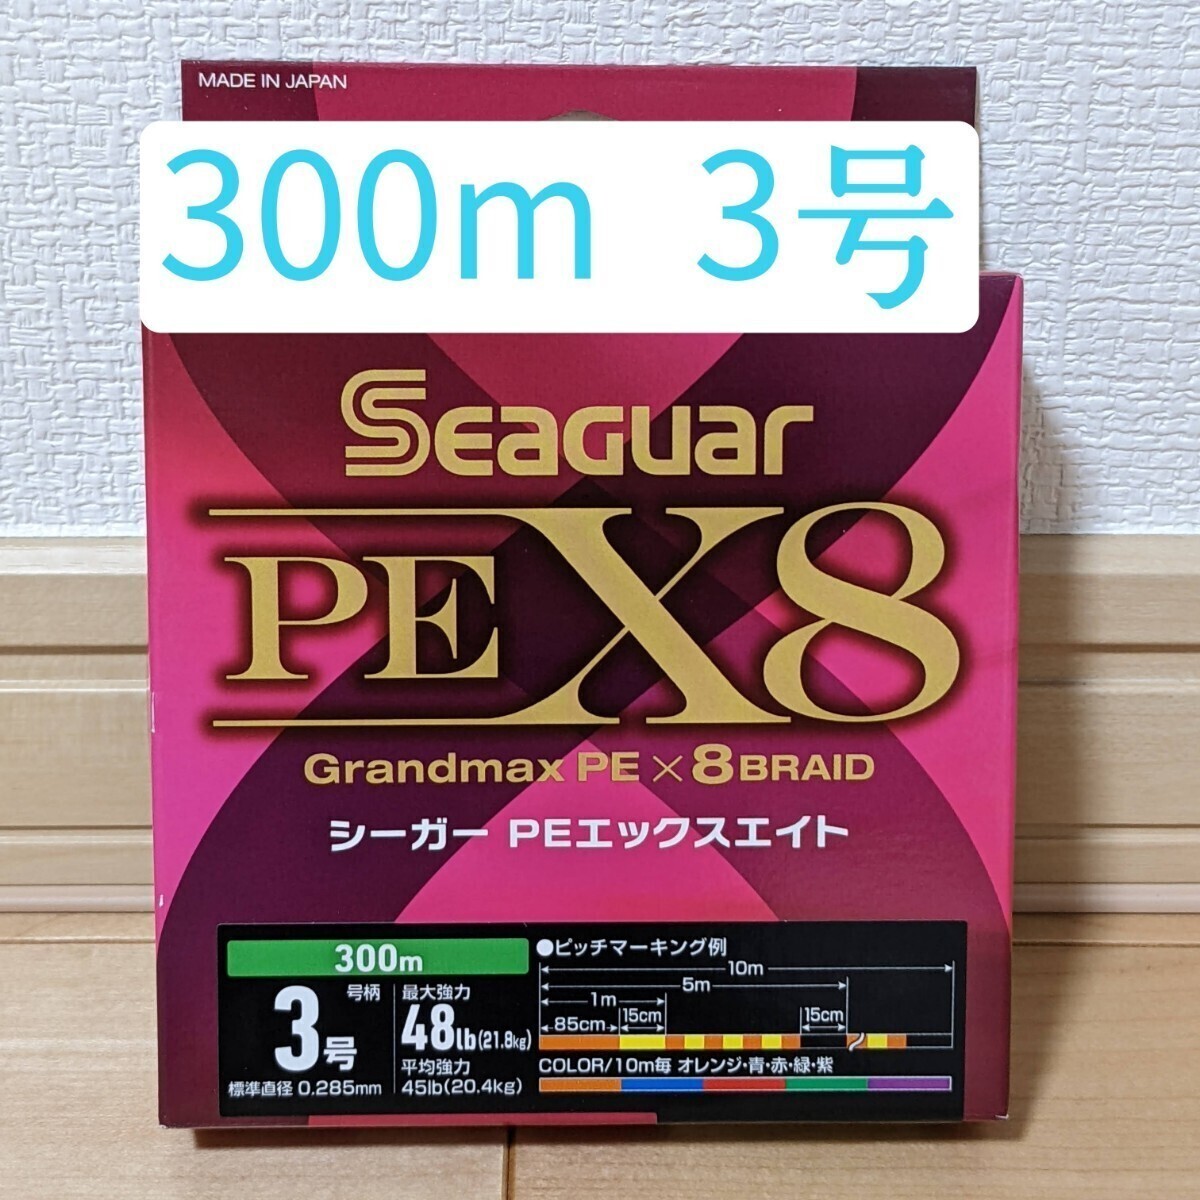 MADE IN JAPAN
300m 3号
SEAGUAR
PEX8
Grandmax PE×8BRAID
シーガー PEエックスエイト
300m
号柄
3号
標準直径 0.285mm
最大強力
48lb(21.8kg)
平均強力
45lb(20.4kg)
●ピッチマーキング例
10m
5m
1m
85cm
15cm
15cm
COLOR/10m毎 オレンジ・青・赤・緑・紫